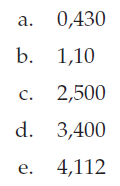 a. 0,430
b. 1,10
c. 2,500
d. 3,400
e. 4,112